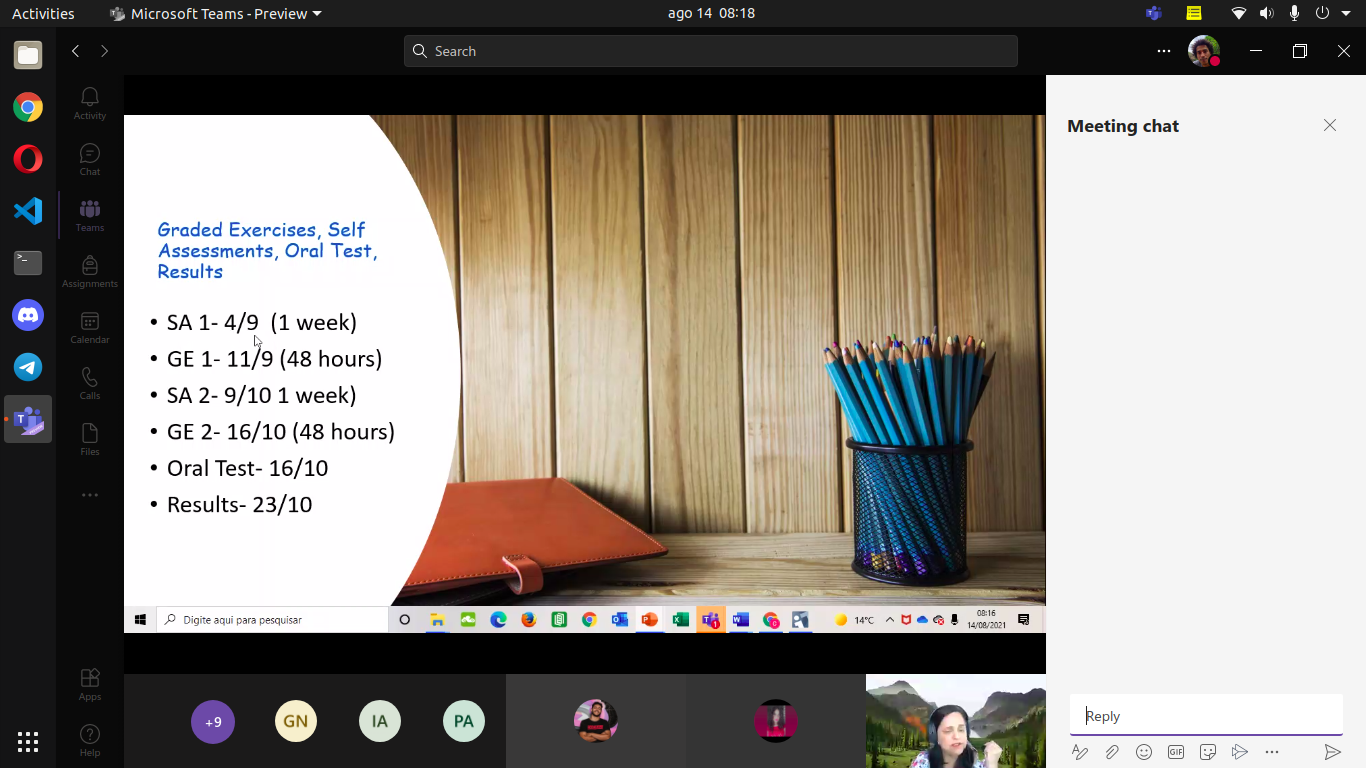 Activities
Microsoft Teams - Preview
ago 14 08:18
Search
Activity
Chat
Teams
Assignments
Calendar
Calls
Files
Apps
Help
Graded Exercises, Self
Assessments, Oral Test,
Results
• SA 1- 4/9 (1 week)
• GE 1- 11/9 (48 hours)
• SA 2- 9/10 1 week)
• GE 2- 16/10 (48 hours)
• Oral Test- 16/10
• Results- 23/10
Digite aqui para pesquisar
14°C
08:16
14/08/2021
+9
GN
IA
PA
Meeting chat
Reply
GIF